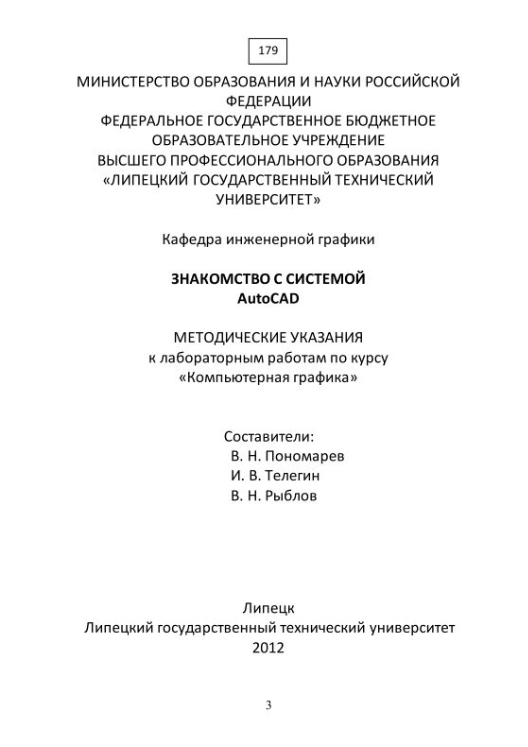 179
МИНИСТЕРСТВО ОБРАЗОВАНИЯ И НАУКИ РОССИЙСКОЙ
ФЕДЕРАЦИИ
ФЕДЕРАЛЬНОЕ ГОСУДАРСТВЕННОЕ БЮДЖЕТНОЕ
ОБРАЗОВАТЕЛЬНОЕ УЧРЕЖДЕНИЕ
ВЫСШЕГО ПРОФЕССИОНАЛЬНОГО ОБРАЗОВАНИЯ
«ЛИПЕЦКИЙ ГОСУДАРСТВЕННЫЙ ТЕХНИЧЕСКИЙ
УНИВЕРСИТЕТ»
Кафедра инженерной графики
ЗНАКОМСТВО С СИСТЕМОЙ
AutoCAD
МЕТОДИЧЕСКИЕ УКАЗАНИЯ
к лабораторным работам по курсу
«Компьютерная графика»
Составители:
В. Н. Пономарев
И. В. Телегин
В. Н. Рыблов
Липецк
Липецкий государственный технический университет
2012
3